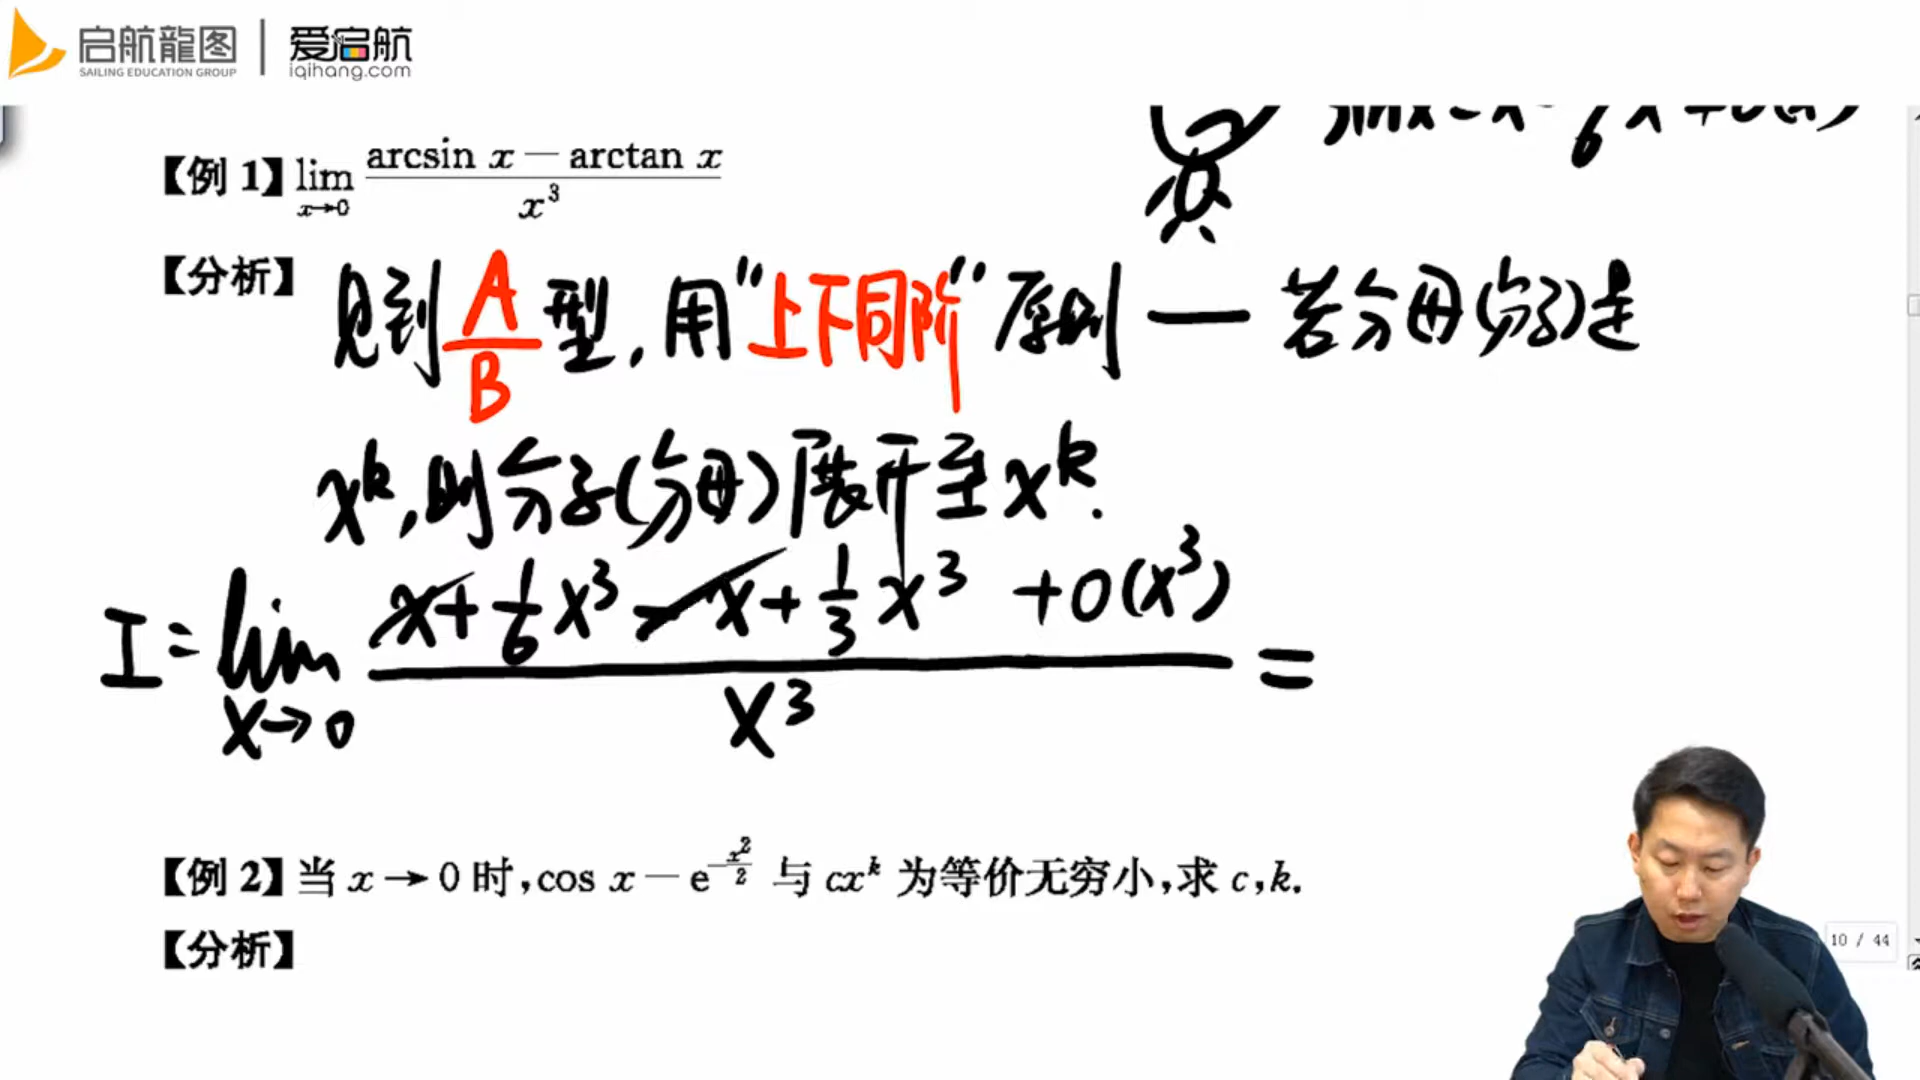 启航龍图 | 爱启航
SAILING EDUCATION GROUP iqihang.com
【例 1】 lim x→0 (arcsin x − arctan x) / x³
【分析】 见到 A/B 型, 用“上下同阶”原则 — 若分母(分子)是
x^k, 则分子(分母)展开至 x^k.
I = lim x→0 (x + 1/6 x³ − x + 1/3 x³ + o(x³)) / x³ =
【例 2】当 x → 0 时, cos x − e^(−x²/2) 与 cx^k 为等价无穷小, 求 c, k.
【分析】
10 / 44